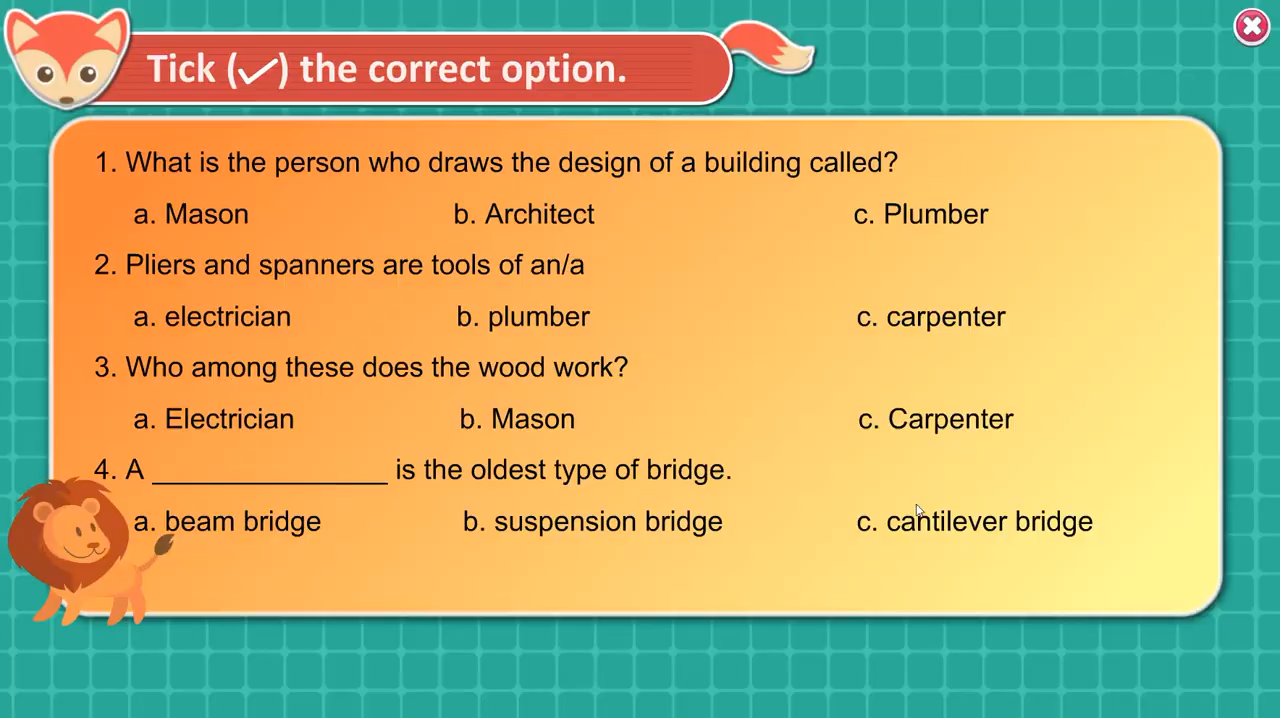 Tick (✓) the correct option.
1. What is the person who draws the design of a building called?
a. Mason b. Architect c. Plumber
2. Pliers and spanners are tools of an/a
a. electrician b. plumber c. carpenter
3. Who among these does the wood work?
a. Electrician b. Mason c. Carpenter
4. A ______________ is the oldest type of bridge.
a. beam bridge b. suspension bridge c. cantilever bridge